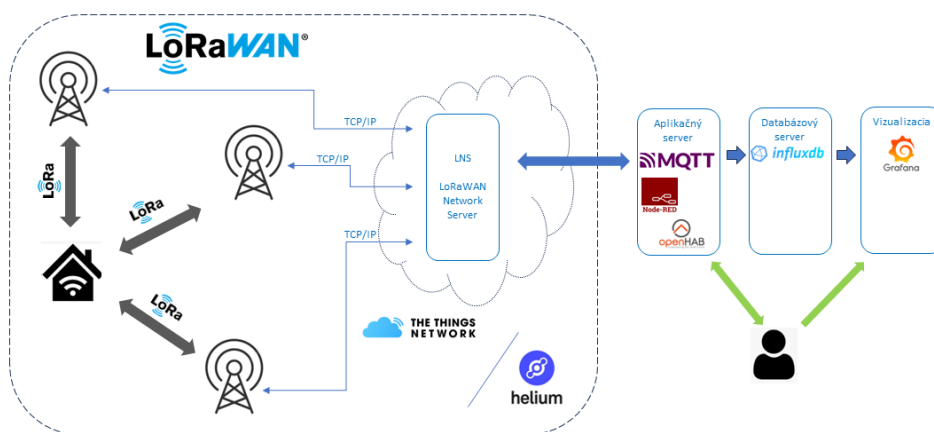 LoRaWAN®
TCP/IP
LoRa
TCP/IP
LoRa
TCP/IP
LoRa
LNS
LoRaWAN
Network
Server
THE THINGS
NETWORK
helium
Aplikačný
server
MQTT
Node-RED
openHAB
Databázový
server
influxdb
Vizualizacia
Grafana